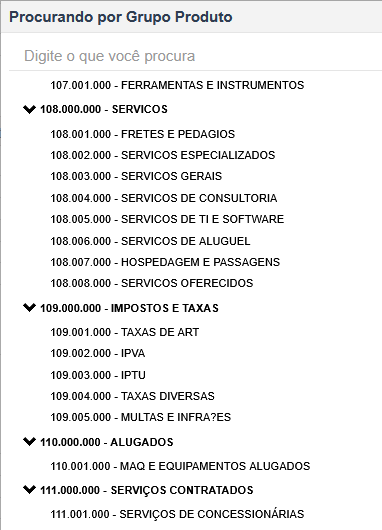 Procurando por Grupo Produto
Digite o que você procura
107.001.000 - FERRAMENTAS E INSTRUMENTOS
108.000.000 - SERVICOS
108.001.000 - FRETES E PEDAGIOS
108.002.000 - SERVICOS ESPECIALIZADOS
108.003.000 - SERVICOS GERAIS
108.004.000 - SERVICOS DE CONSULTORIA
108.005.000 - SERVICOS DE TI E SOFTWARE
108.006.000 - SERVICOS DE ALUGUEL
108.007.000 - HOSPEDAGEM E PASSAGENS
108.008.000 - SERVICOS OFERECIDOS
109.000.000 - IMPOSTOS E TAXAS
109.001.000 - TAXAS DE ART
109.002.000 - IPVA
109.003.000 - IPTU
109.004.000 - TAXAS DIVERSAS
109.005.000 - MULTAS E INFRA?ES
110.000.000 - ALUGADOS
110.001.000 - MAQ E EQUIPAMENTOS ALUGADOS
111.000.000 - SERVIÇOS CONTRATADOS
111.001.000 - SERVIÇOS DE CONCESSIONÁRIAS